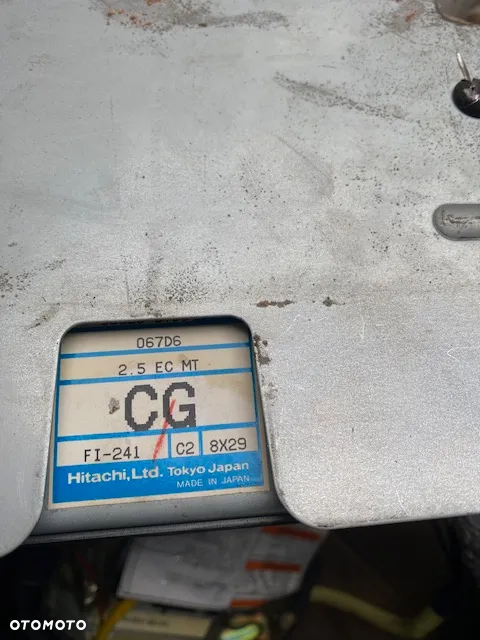 067D6
2.5 EC MT
CG
FI-241 C2 8X29
Hitachi, Ltd. Tokyo Japan
MADE IN JAPAN
OTOMOTO